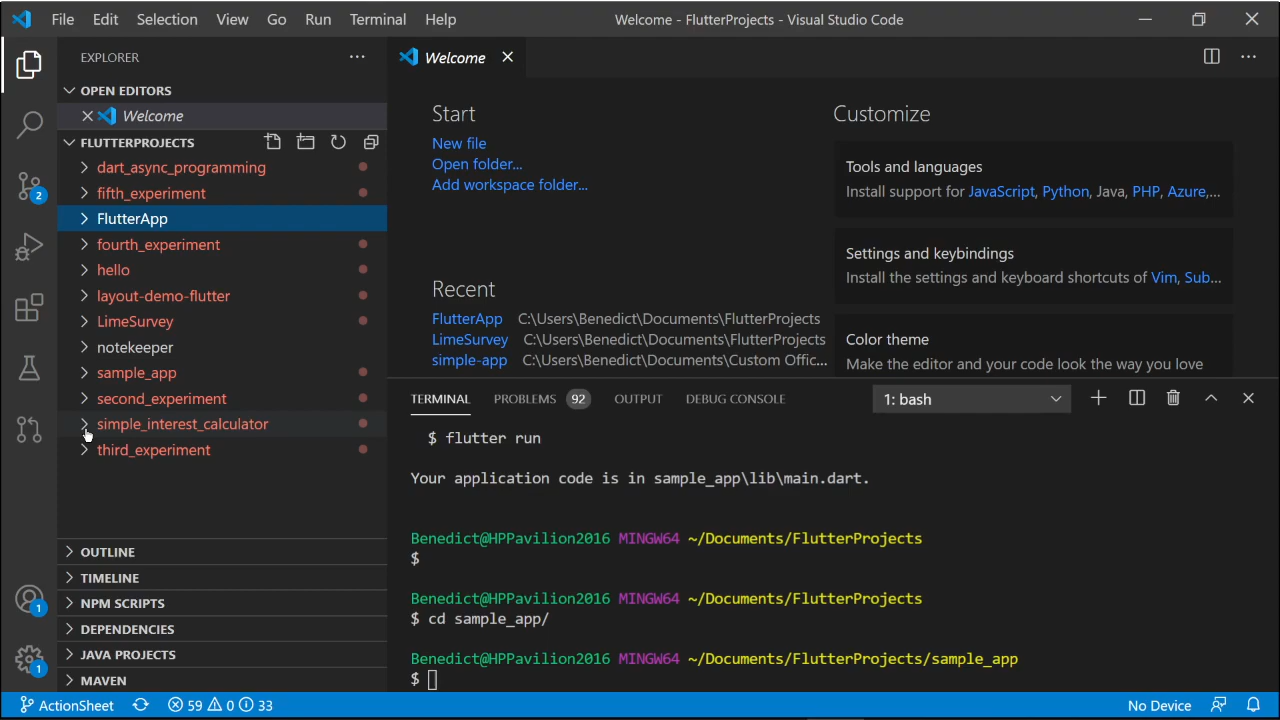 File Edit Selection View Go Run Terminal Help Welcome - FlutterProjects - Visual Studio Code
EXPLORER
Welcome
OPEN EDITORS
Welcome
FLUTTERPROJECTS
dart_async_programming
fifth_experiment
FlutterApp
fourth_experiment
hello
layout-demo-flutter
LimeSurvey
notekeeper
sample_app
second_experiment
simple_interest_calculator
third_experiment
OUTLINE
TIMELINE
NPM SCRIPTS
DEPENDENCIES
JAVA PROJECTS
MAVEN
2
1
1
Start
New file
Open folder...
Add workspace folder...
Recent
FlutterApp C:\Users\Benedict\Documents\FlutterProjects
LimeSurvey C:\Users\Benedict\Documents\FlutterProjects
simple-app C:\Users\Benedict\Documents\Custom Offic...
Customize
Tools and languages
Install support for JavaScript, Python, Java, PHP, Azure,...
Settings and keybindings
Install the settings and keyboard shortcuts of Vim, Sub...
Color theme
Make the editor and your code look the way you love
TERMINAL PROBLEMS 92 OUTPUT DEBUG CONSOLE 1: bash
$ flutter run
Your application code is in sample_app\lib\main.dart.
Benedict@HPPavilion2016 MINGW64 ~/Documents/FlutterProjects
$
Benedict@HPPavilion2016 MINGW64 ~/Documents/FlutterProjects
$ cd sample_app/
Benedict@HPPavilion2016 MINGW64 ~/Documents/FlutterProjects/sample_app
$
ActionSheet 59 0 33 No Device